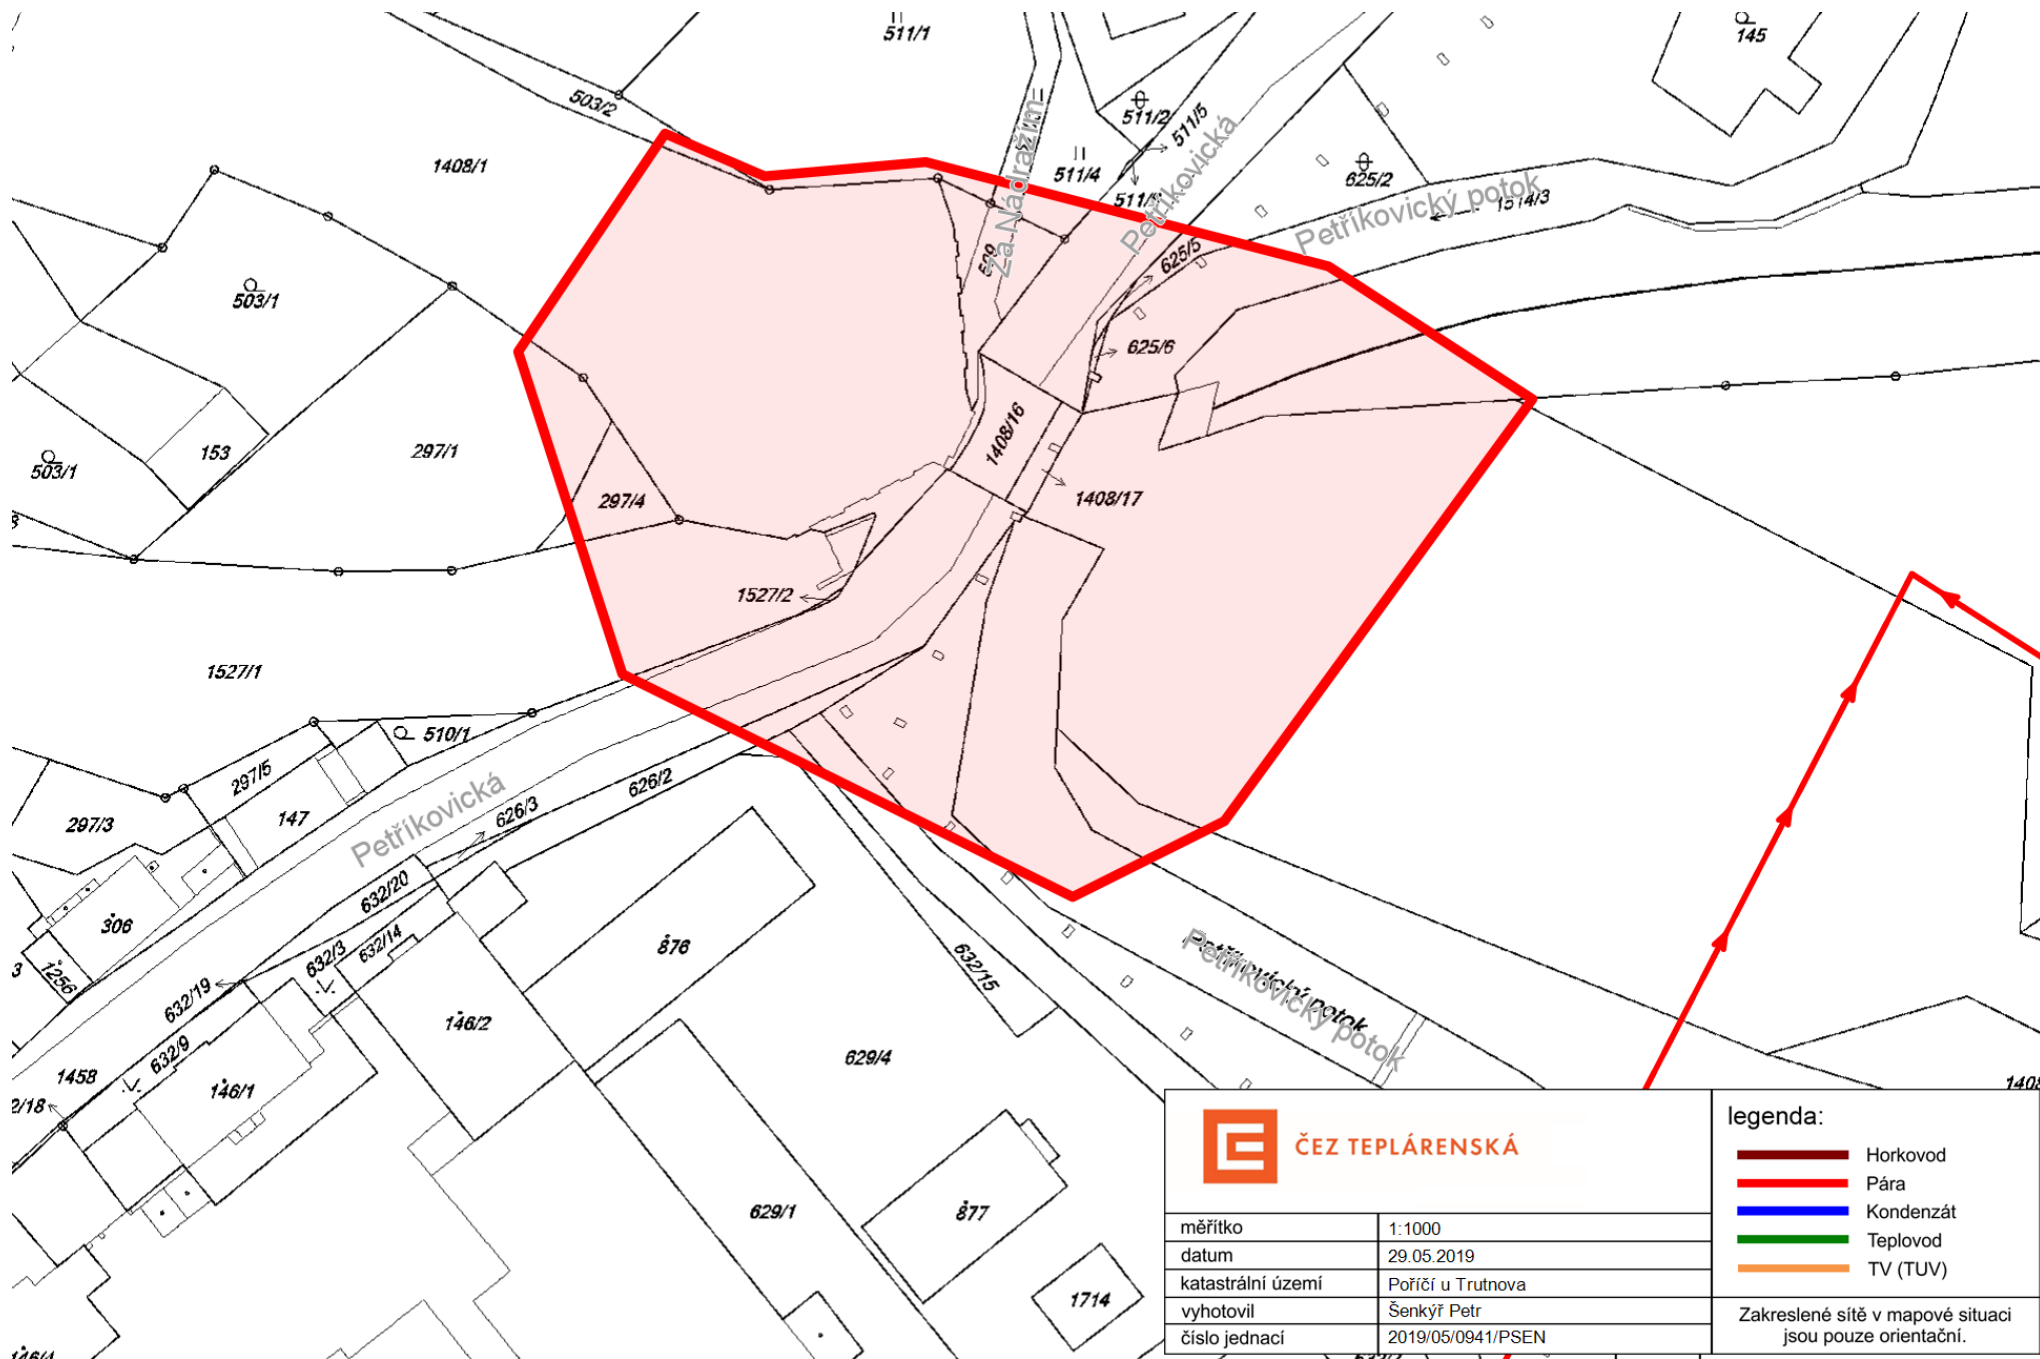 511/1
145
503/2
511/2
511/5
1408/1
511/4
625/2
Za Nádražím
Petříkovická
Petříkovický potok
1514/3
625/5
509
503/1
625/6
153
297/1
503/1
1408/16
297/4
1408/17
1527/2
1527/1
510/1
297/5
626/2
626/3
147
297/3
Petříkovická
632/20
306
876
632/3
632/14
1256
632/15
632/19
Petříkovický potok
Petříkovický potok
146/2
632/9
629/4
1458
146/1
2/18
629/1
877
1714
146/4
ČEZ TEPLÁRENSKÁ
měřítko 1:1000
datum 29.05.2019
katastrální území Poříčí u Trutnova
vyhotovil Šenkýř Petr
číslo jednací 2019/05/0941/PSEN
legenda:
Horkovod
Pára
Kondenzát
Teplovod
TV (TUV)
Zakreslené sítě v mapové situaci
jsou pouze orientační.